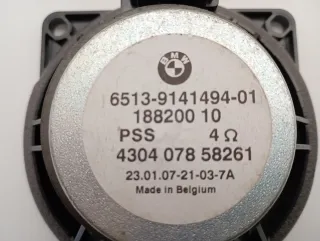 BMW
6513-9141494-01
188200 10
PSS 4 Ω
4304 078 58261
23.01.07-21-03-7A
Made in Belgium